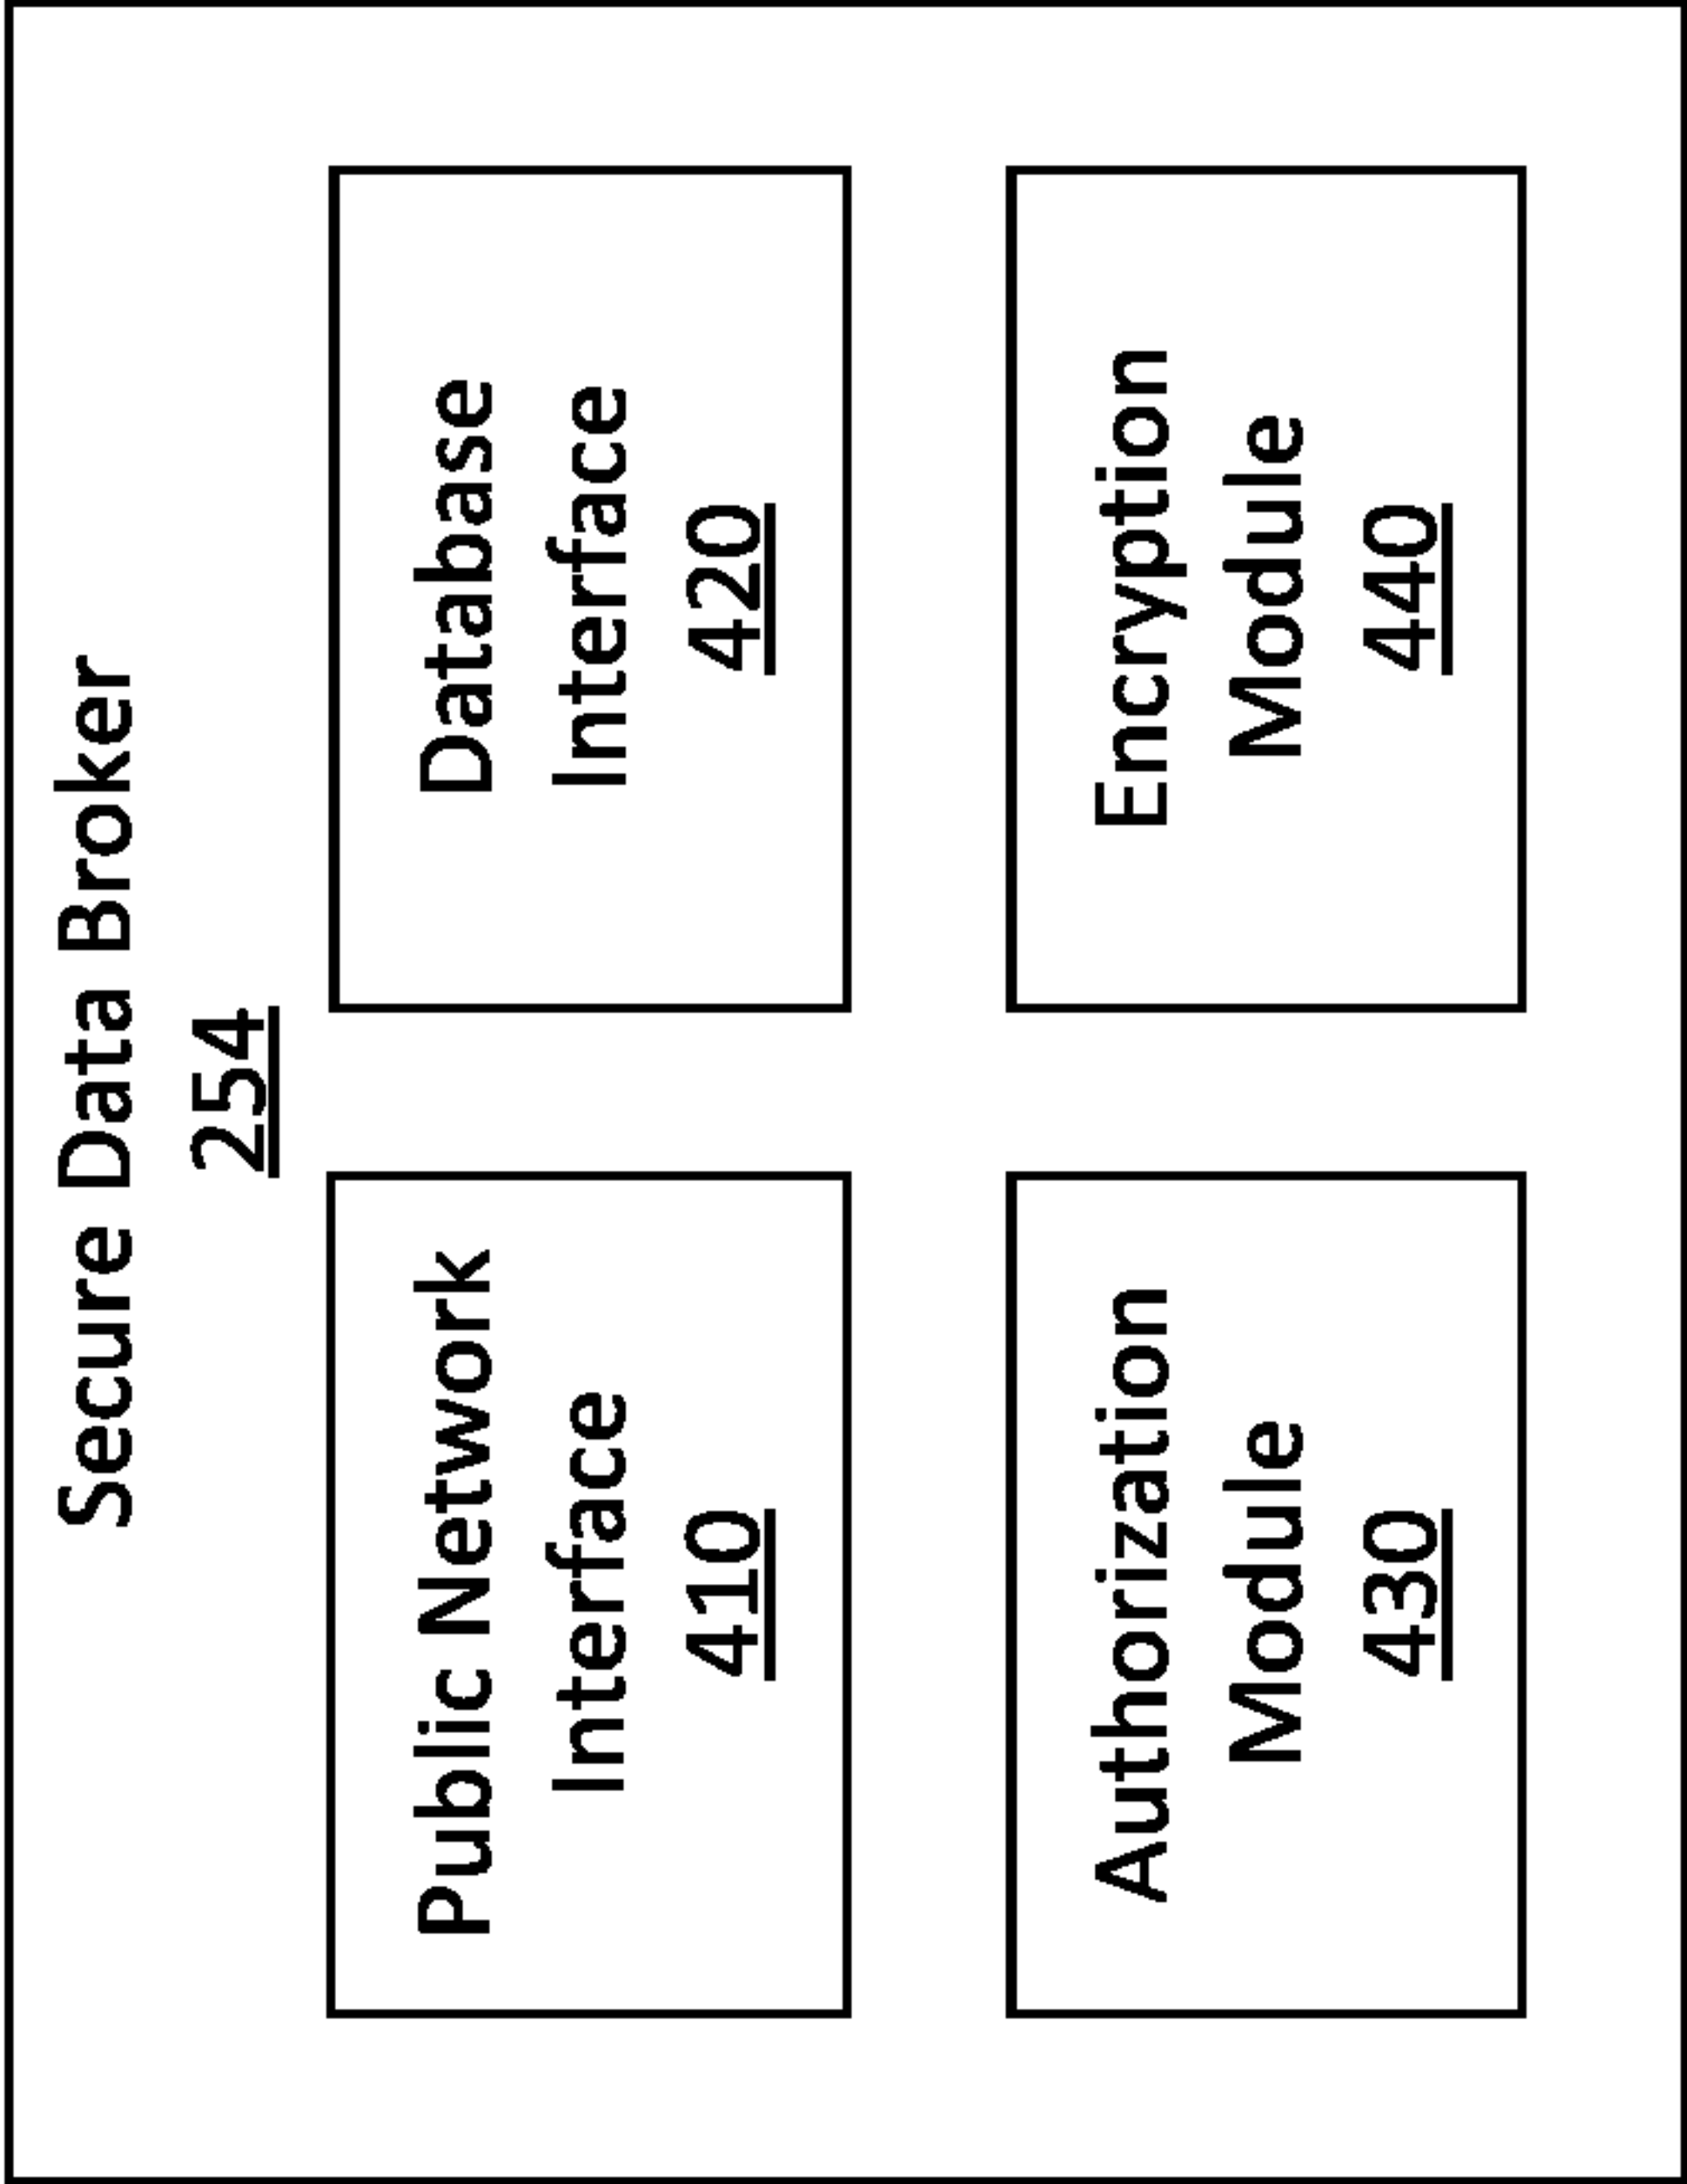 Secure Data Broker
254
Public Network
Interface
410
Database
Interface
420
Authorization
Module
430
Encryption
Module
440